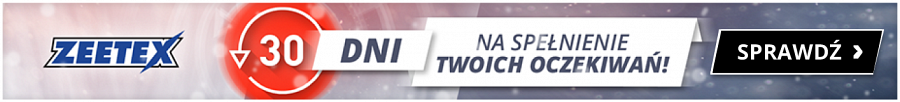 ZEETEX
30 DNI
NA SPEŁNIENIE
TWOICH OCZEKIWAŃ!
SPRAWDŹ ›